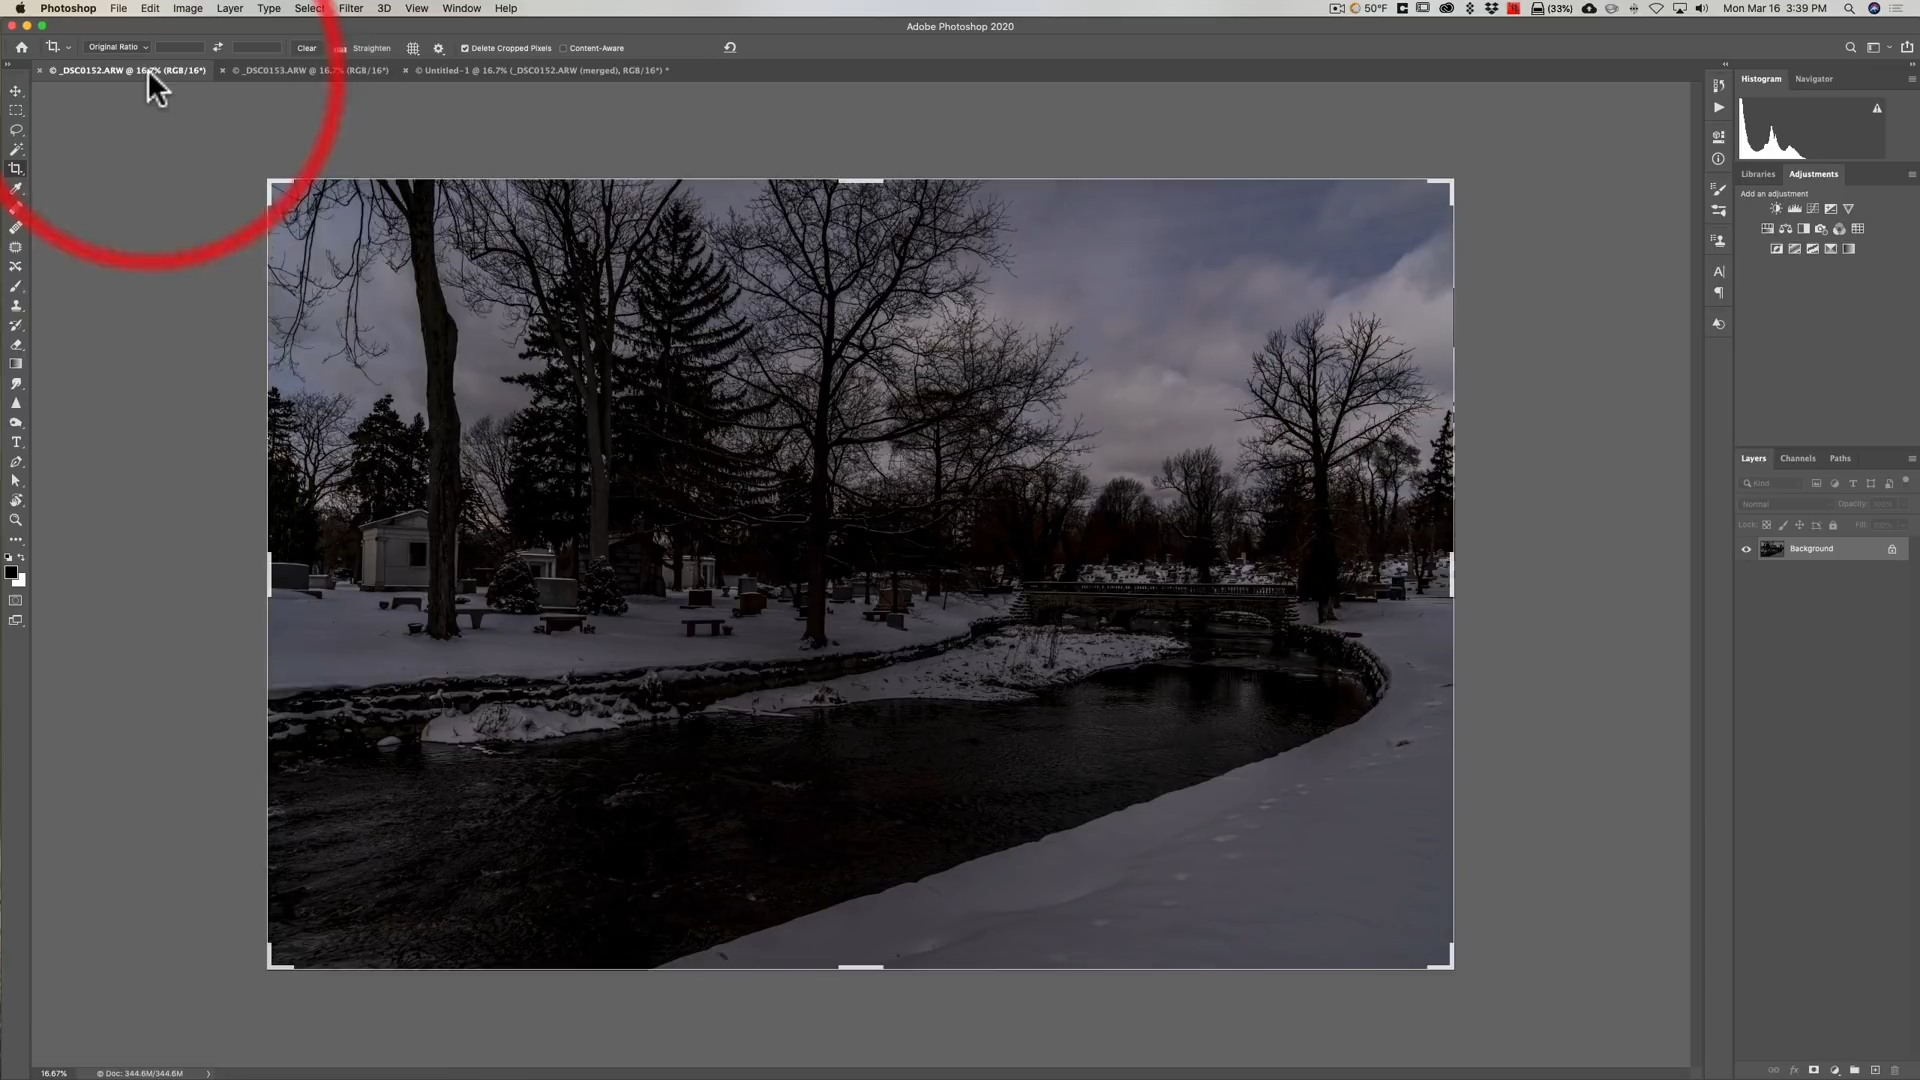 Photoshop File Edit Image Layer Type Select Filter 3D View Window Help 50°F (33%) Mon Mar 16 3:39 PM
Adobe Photoshop 2020
Original Ratio Clear Straighten Delete Cropped Pixels Content-Aware
× © _DSC0152.ARW @ 16.7% (RGB/16*) × © _DSC0153.ARW @ 16.7% (RGB/16*) × © Untitled-1 @ 16.7% (_DSC0152.ARW (merged), RGB/16*) *
Histogram Navigator
Libraries Adjustments
Add an adjustment
Layers Channels Paths
Kind
Normal Opacity: 100%
Lock: Fill: 100%
Background
16.67% © Doc: 344.6M/344.6M